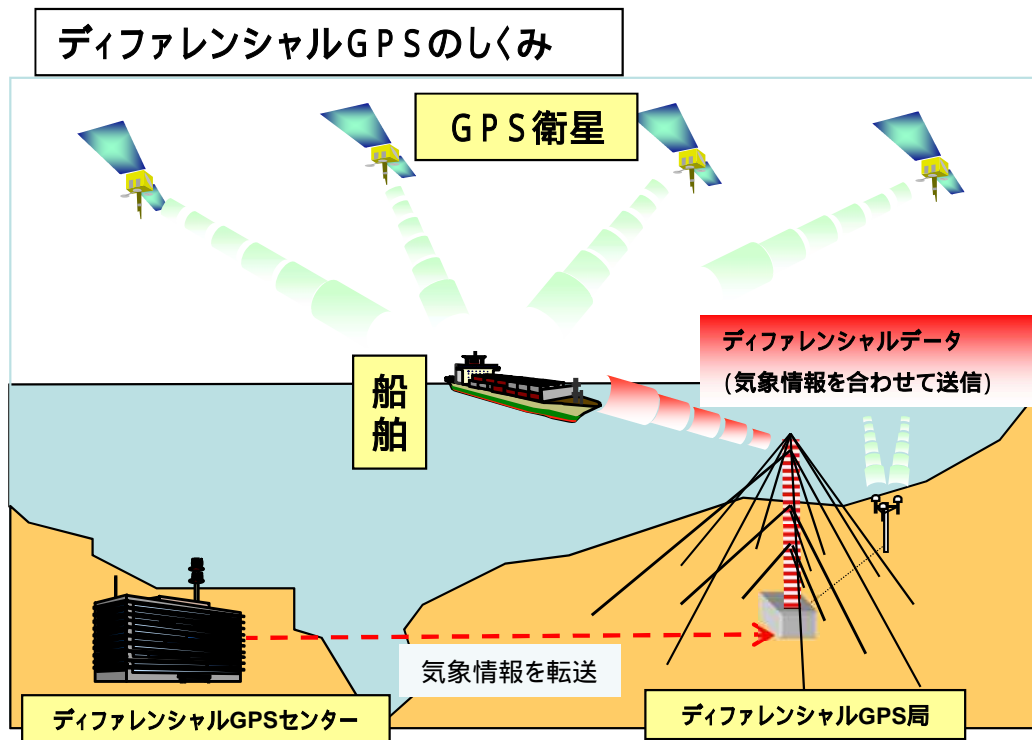 ディファレンシャルGPSのしくみ
GPS衛星
ディファレンシャルデータ
(気象情報を合わせて送信)
船
舶
気象情報を転送
ディファレンシャルGPSセンター
ディファレンシャルGPS局